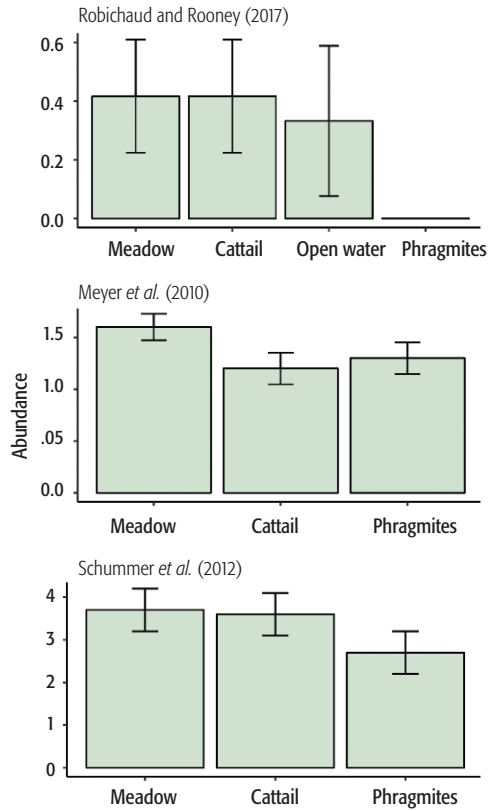 Robichaud and Rooney (2017)
0.6
0.4
0.2
0.0
Meadow Cattail Open water Phragmites
Meyer et al. (2010)
Abundance
1.5
1.0
.05
0.0
Meadow Cattail Phragmites
Schummer et al. (2012)
4
3
2
1
0
Meadow Cattail Phragmites